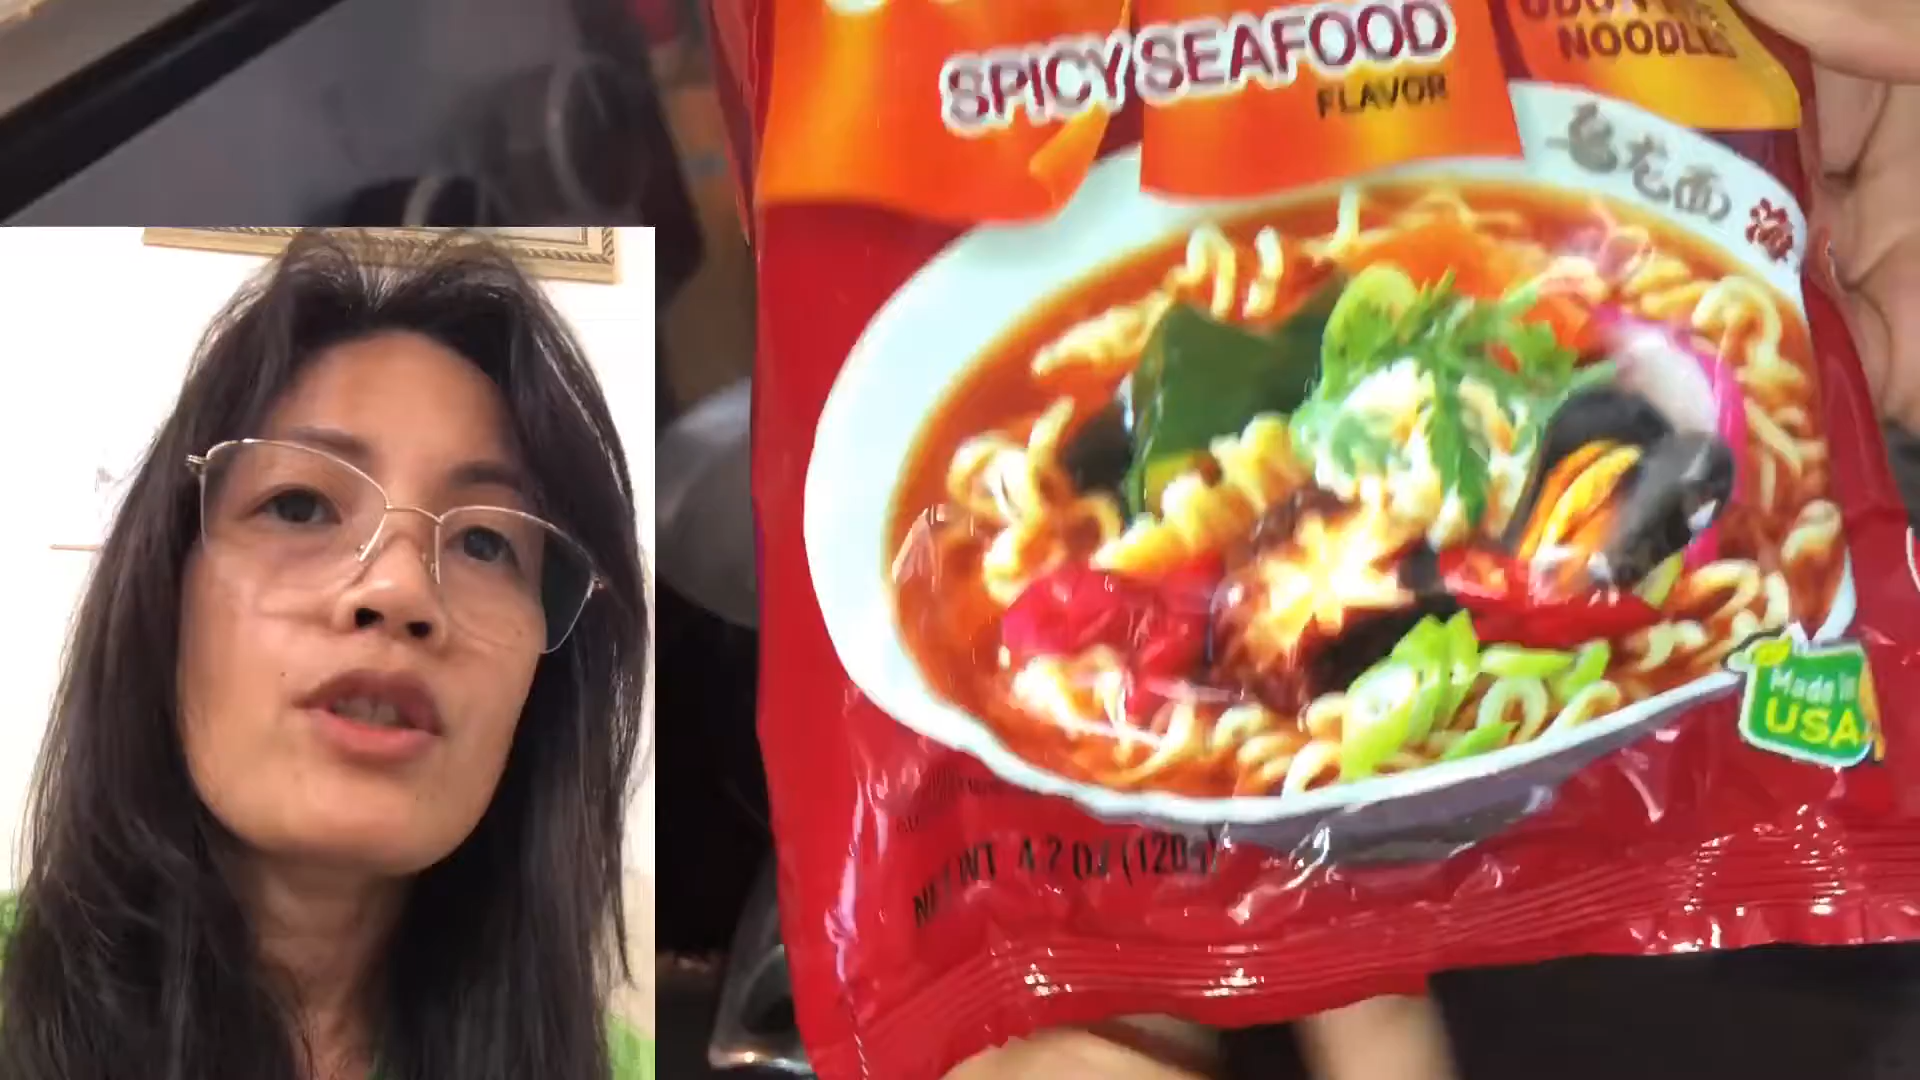 SPICY SEAFOOD
FLAVOR
NOODLES
乌龙面 海
Made in
USA
NET WT 4.2 OZ (120g)